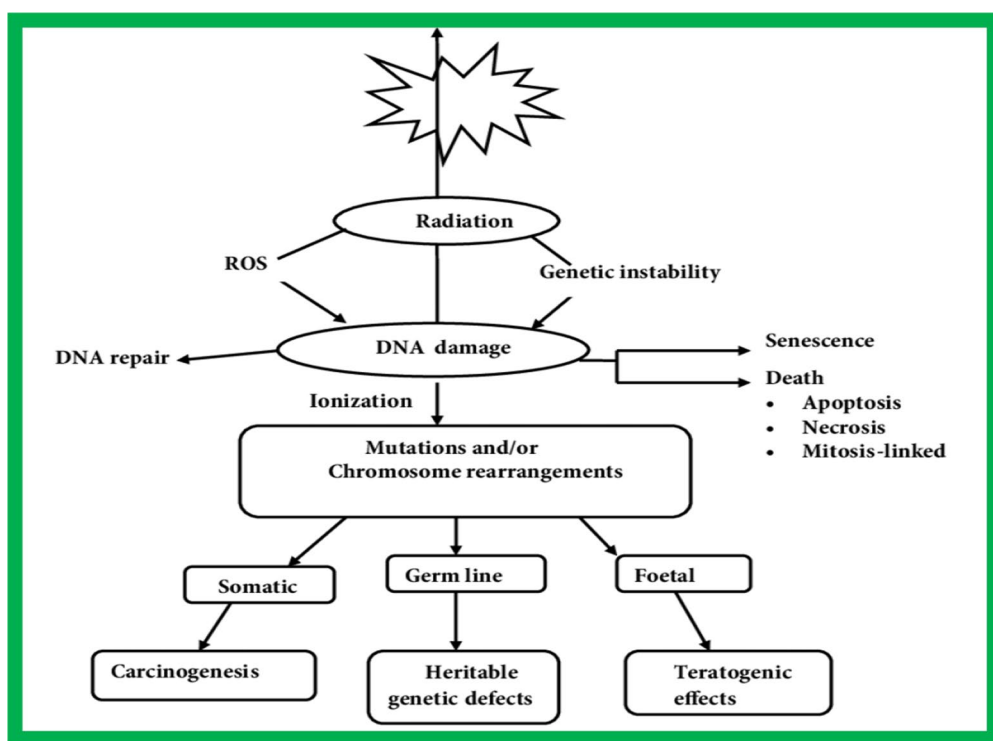 Radiation
ROS
Genetic instability
DNA damage
DNA repair
Senescence
Death
• Apoptosis
• Necrosis
• Mitosis-linked
Ionization
Mutations and/or
Chromosome rearrangements
Somatic
Germ line
Foetal
Carcinogenesis
Heritable
genetic defects
Teratogenic
effects